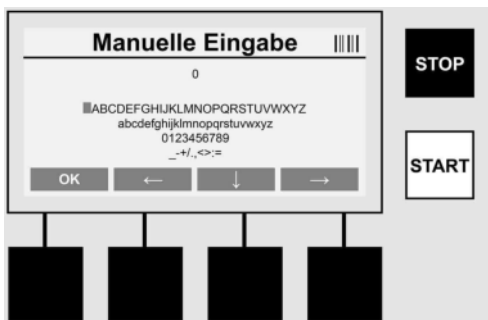 Manuelle Eingabe
STOP
0
ABCDEFGHIJKLMNOPQRSTUVWXYZ
abcdefghijklmnopqrstuvwxyz
0123456789
_-+/.,<>:=
START
OK ← ↓ →